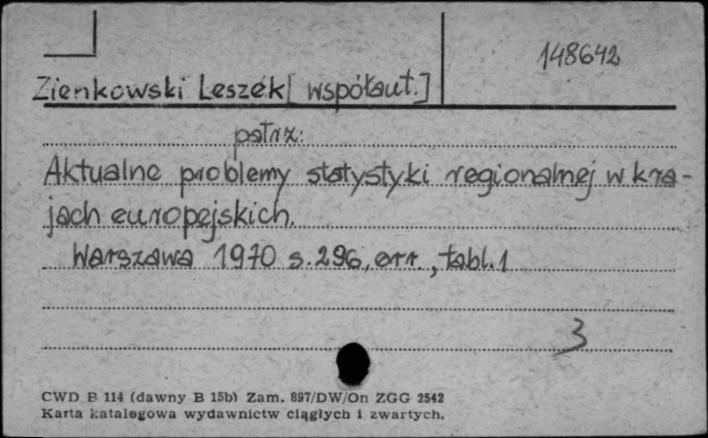 148642
Zienkowski Leszek [współaut.]
patrz:
Aktualne problemy statystyki regionalnej w kra-
jach europejskich.
Warszawa 1970 s. 296, err., tabl. 1
3
CWD B 114 (dawny B 15b) Zam. 897/DW/On ZGG 2542
Karta katalogowa wydawnictw ciągłych i zwartych.